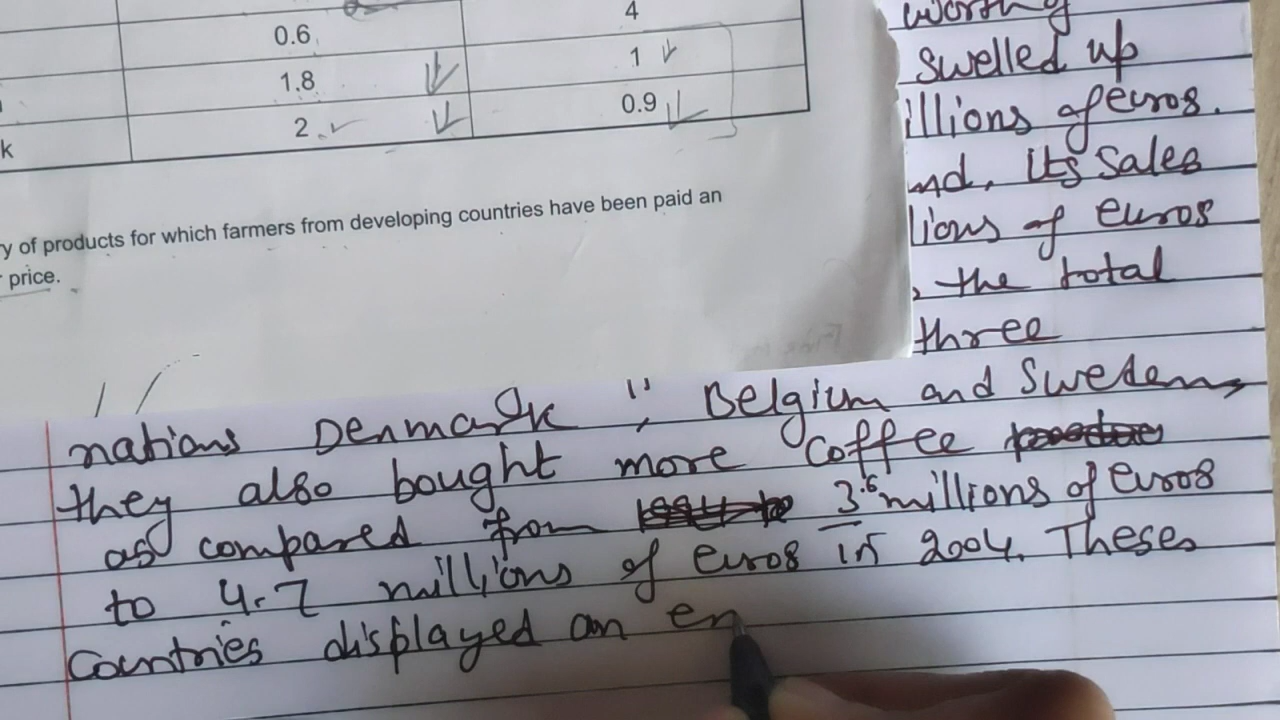 0.6 4
1.8 1
k 2 0.9
y of products for which farmers from developing countries have been paid an
price.
worth of
swelled up
illions of euros.
nd, its sales
lions of euros
, the total
three
nations Denmark, Belgium and Sweden,
they also bought more coffee
as compared from 3.6 millions of euros
to 4.7 millions of euros in 2004. Theses
countries displayed an en